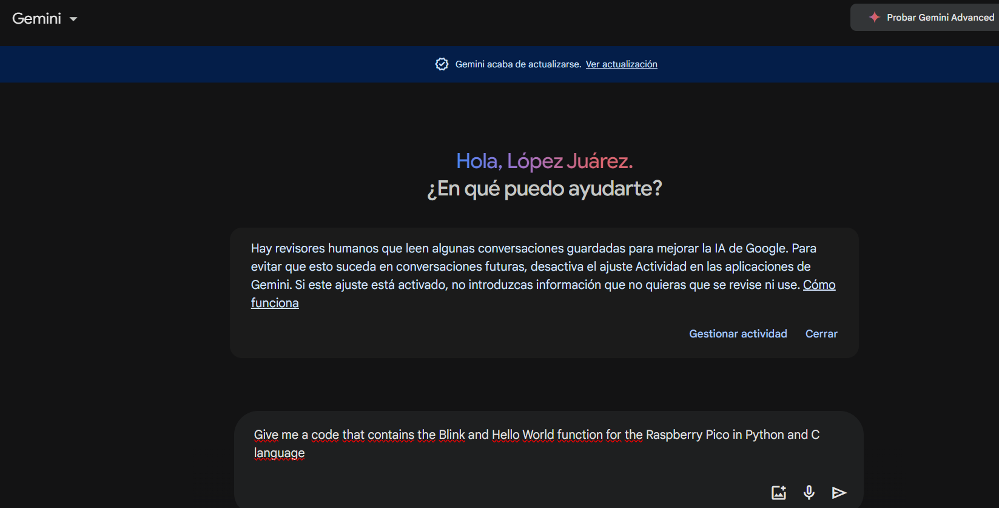 Gemini
Probar Gemini Advanced
Gemini acaba de actualizarse. Ver actualización
Hola, López Juárez.
¿En qué puedo ayudarte?
Hay revisores humanos que leen algunas conversaciones guardadas para mejorar la IA de Google. Para
evitar que esto suceda en conversaciones futuras, desactiva el ajuste Actividad en las aplicaciones de
Gemini. Si este ajuste está activado, no introduzcas información que no quieras que se revise ni use. Cómo
funciona
Gestionar actividad Cerrar
Give me a code that contains the Blink and Hello World function for the Raspberry Pico in Python and C
language